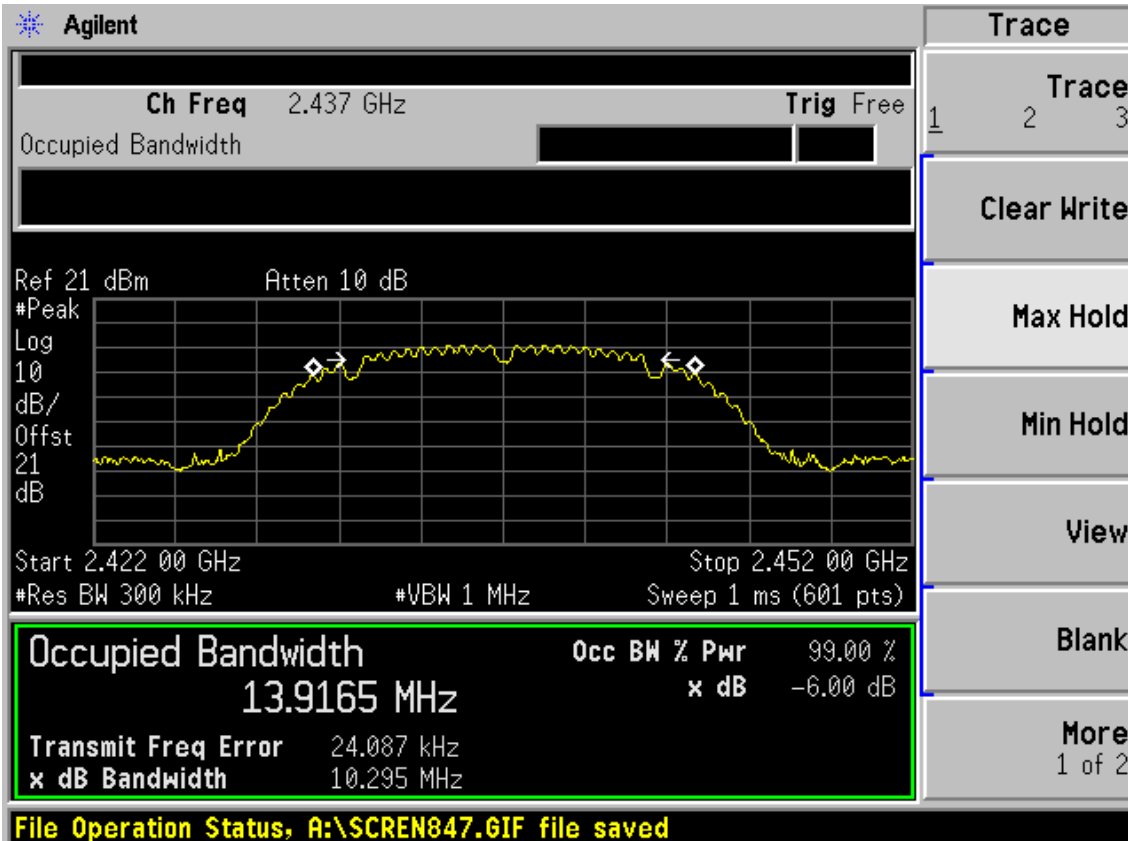 Agilent
Trace
Ch Freq 2.437 GHz Trig Free
Occupied Bandwidth
Trace
1 2 3
Clear Write
Max Hold
Min Hold
View
Blank
More
1 of 2
Ref 21 dBm Atten 10 dB
#Peak
Log
10
dB/
Offst
21
dB
Start 2.422 00 GHz Stop 2.452 00 GHz
#Res BW 300 kHz #VBW 1 MHz Sweep 1 ms (601 pts)
Occupied Bandwidth
13.9165 MHz
Occ BW % Pwr 99.00 %
x dB -6.00 dB
Transmit Freq Error 24.087 kHz
x dB Bandwidth 10.295 MHz
File Operation Status, A:\SCREN847.GIF file saved